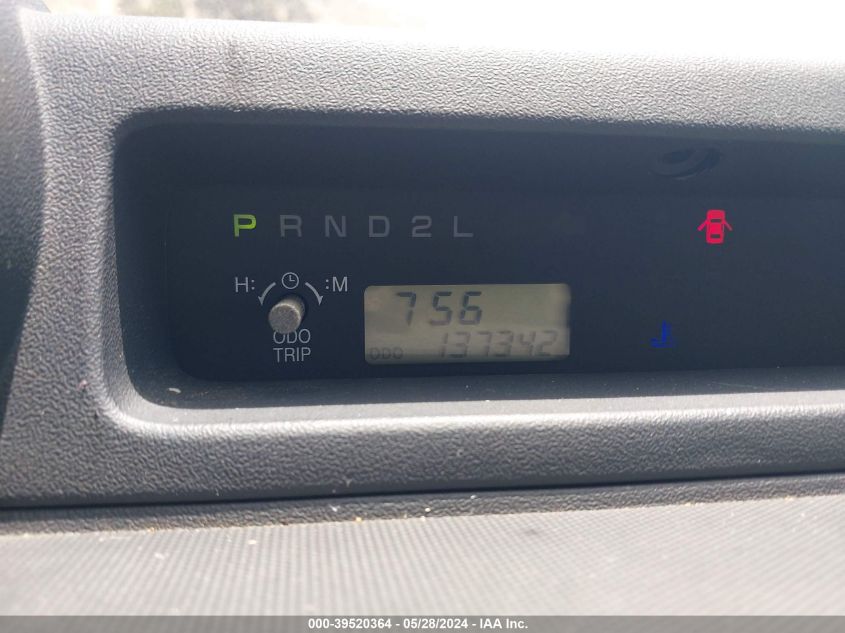 P R N D 2 L
H: :M
756
ODO
TRIP
ODO 137342
000-39520364 - 05/28/2024 - IAA Inc.